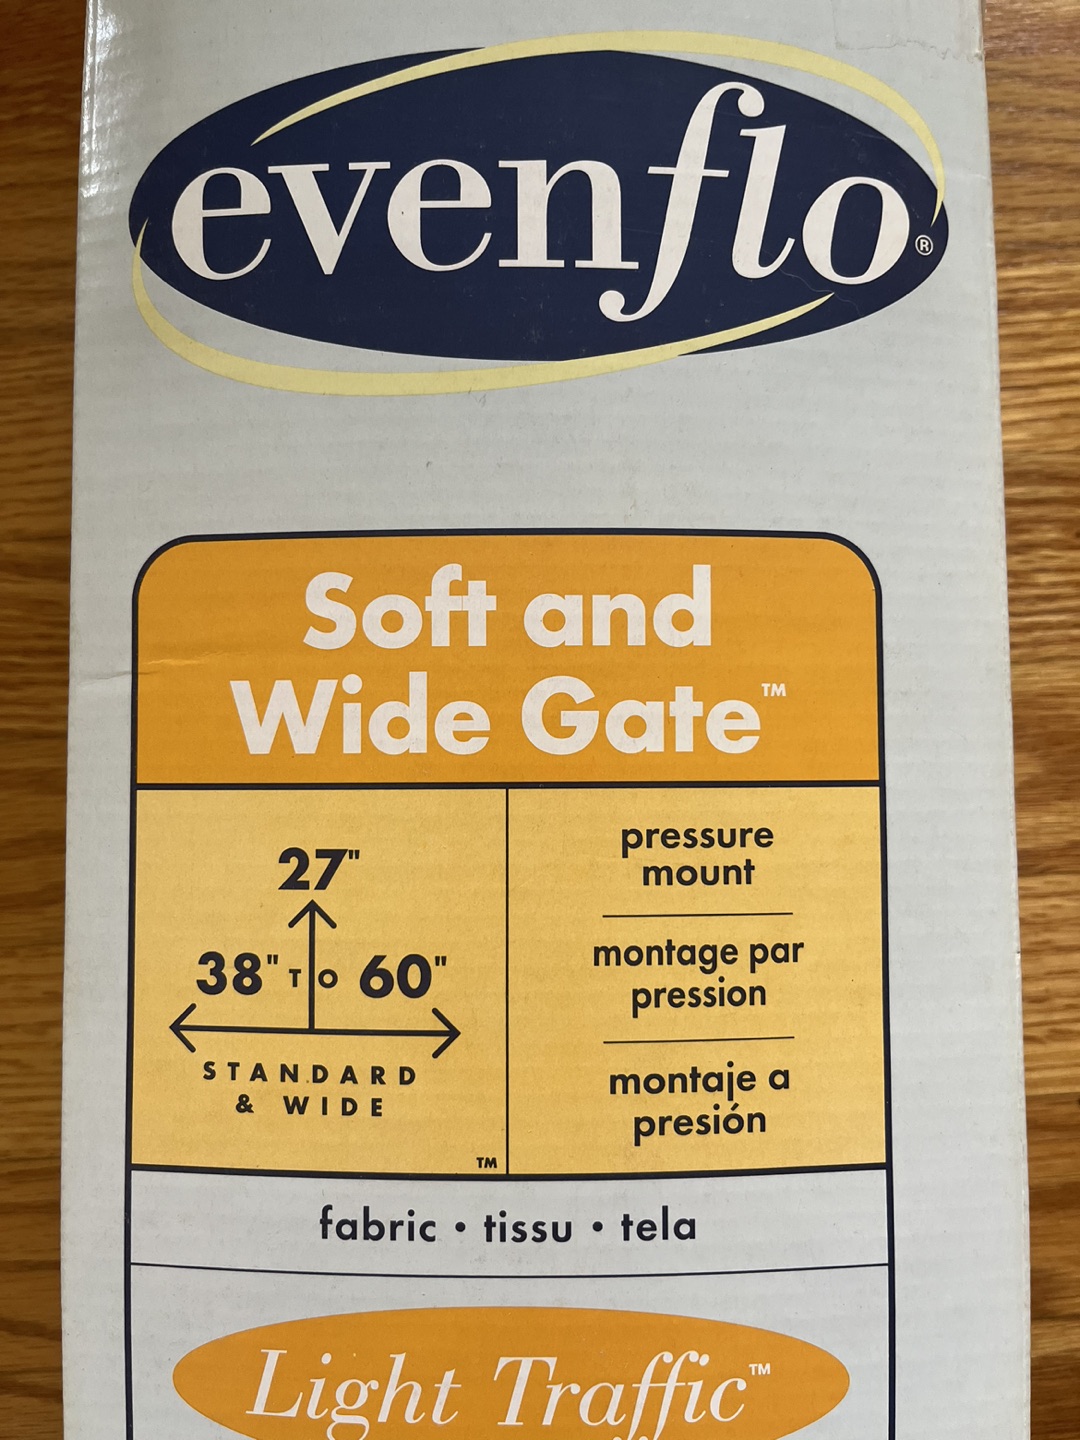 evenflo®
Soft and
Wide Gate™
27"
38" TO 60"
STANDARD
& WIDE
™
pressure
mount
montage par
pression
montaje a
presión
fabric • tissu • tela
Light Traffic™